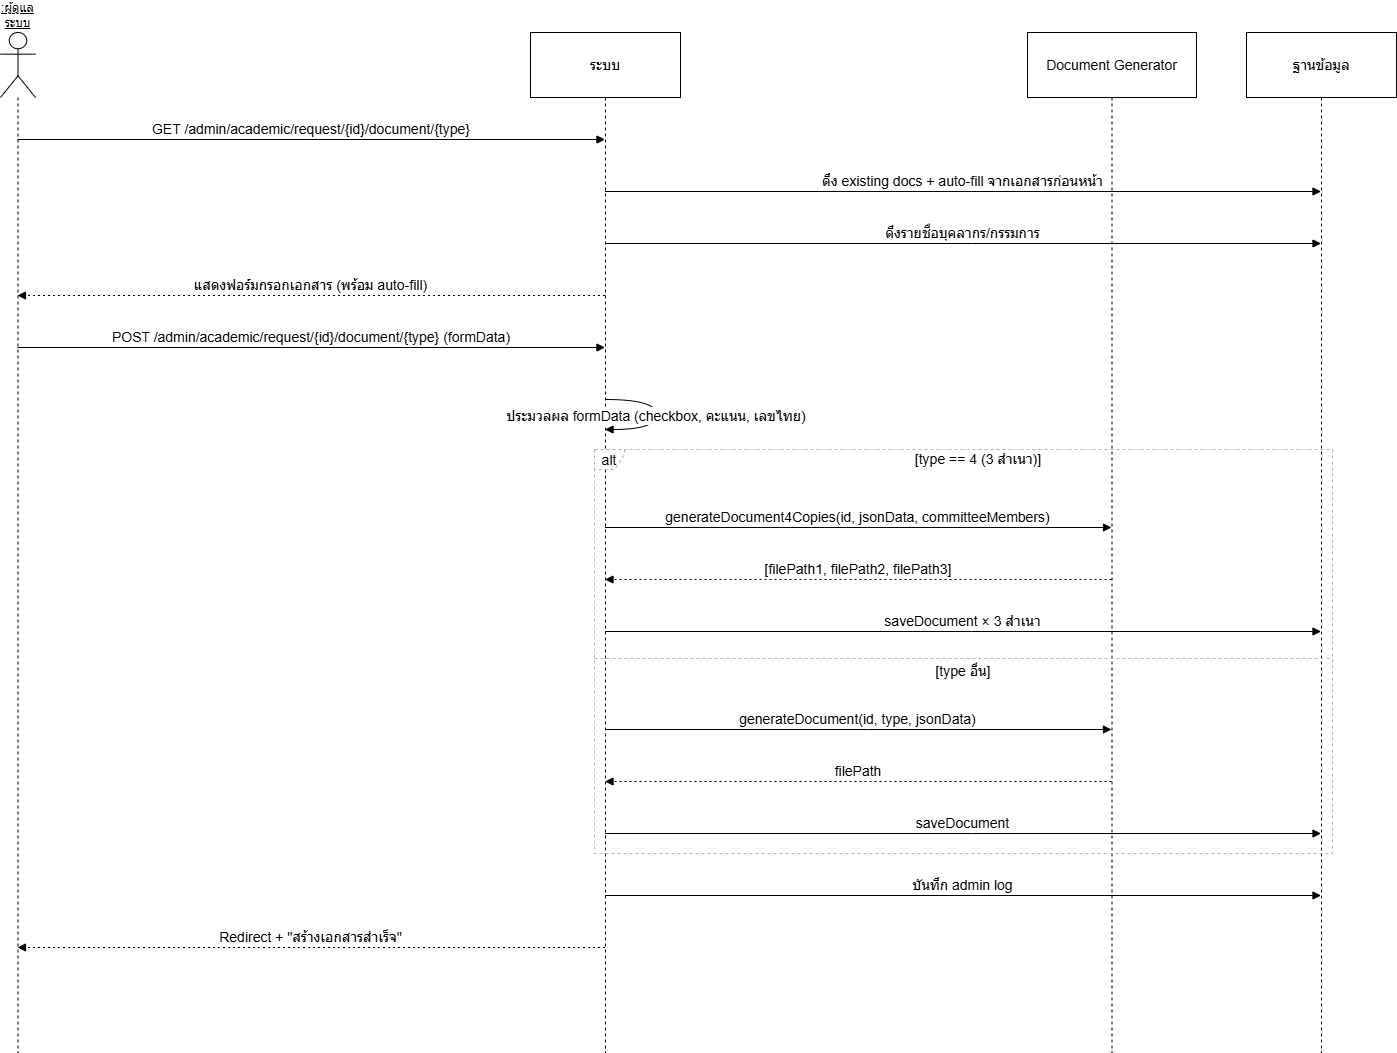 :ผู้ดูแล
ระบบ
ระบบ
Document Generator
ฐานข้อมูล
GET /admin/academic/request/{id}/document/{type}
ดึง existing docs + auto-fill จากเอกสารก่อนหน้า
ดึงรายชื่อบุคลากร/กรรมการ
แสดงฟอร์มกรอกเอกสาร (พร้อม auto-fill)
POST /admin/academic/request/{id}/document/{type} (formData)
ประมวลผล formData (checkbox, คะแนน, เลขไทย)
alt
[type == 4 (3 สำเนา)]
generateDocument4Copies(id, jsonData, committeeMembers)
[filePath1, filePath2, filePath3]
saveDocument × 3 สำเนา
[type อื่น]
generateDocument(id, type, jsonData)
filePath
saveDocument
บันทึก admin log
Redirect + "สร้างเอกสารสำเร็จ"